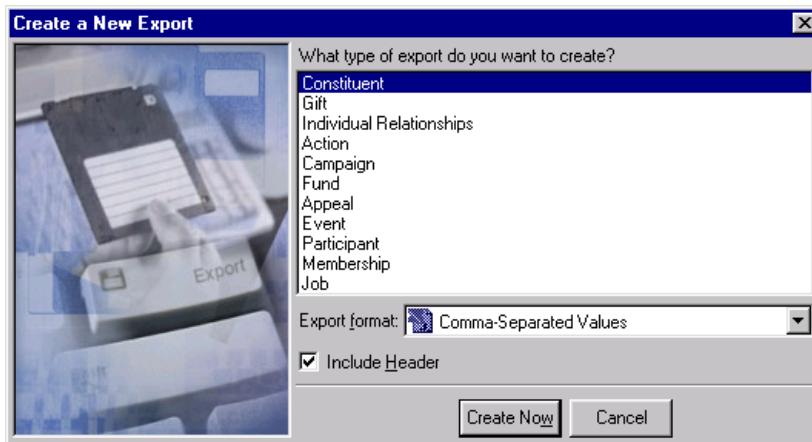 Create a New Export
What type of export do you want to create?
Constituent
Gift
Individual Relationships
Action
Campaign
Fund
Appeal
Event
Participant
Membership
Job
Export
Export format: Comma-Separated Values
Include Header
Create Now Cancel